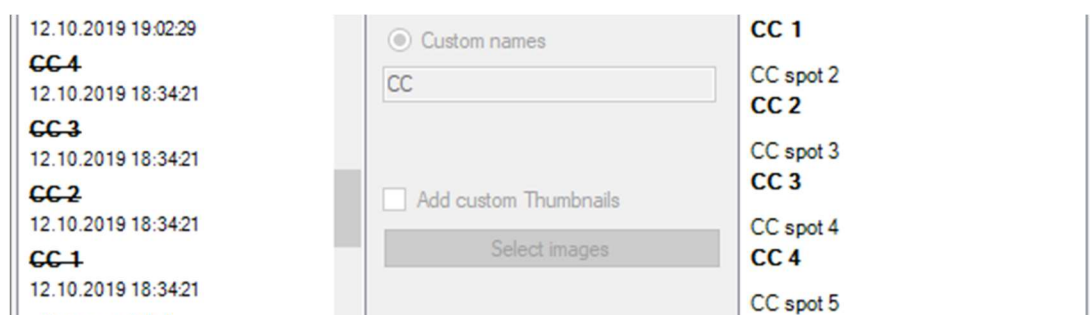 12.10.2019 19:02:29
CC 4
12.10.2019 18:34:21
CC 3
12.10.2019 18:34:21
CC 2
12.10.2019 18:34:21
CC 1
12.10.2019 18:34:21
Custom names
CC
Add custom Thumbnails
Select images
CC 1
CC spot 2
CC 2
CC spot 3
CC 3
CC spot 4
CC 4
CC spot 5